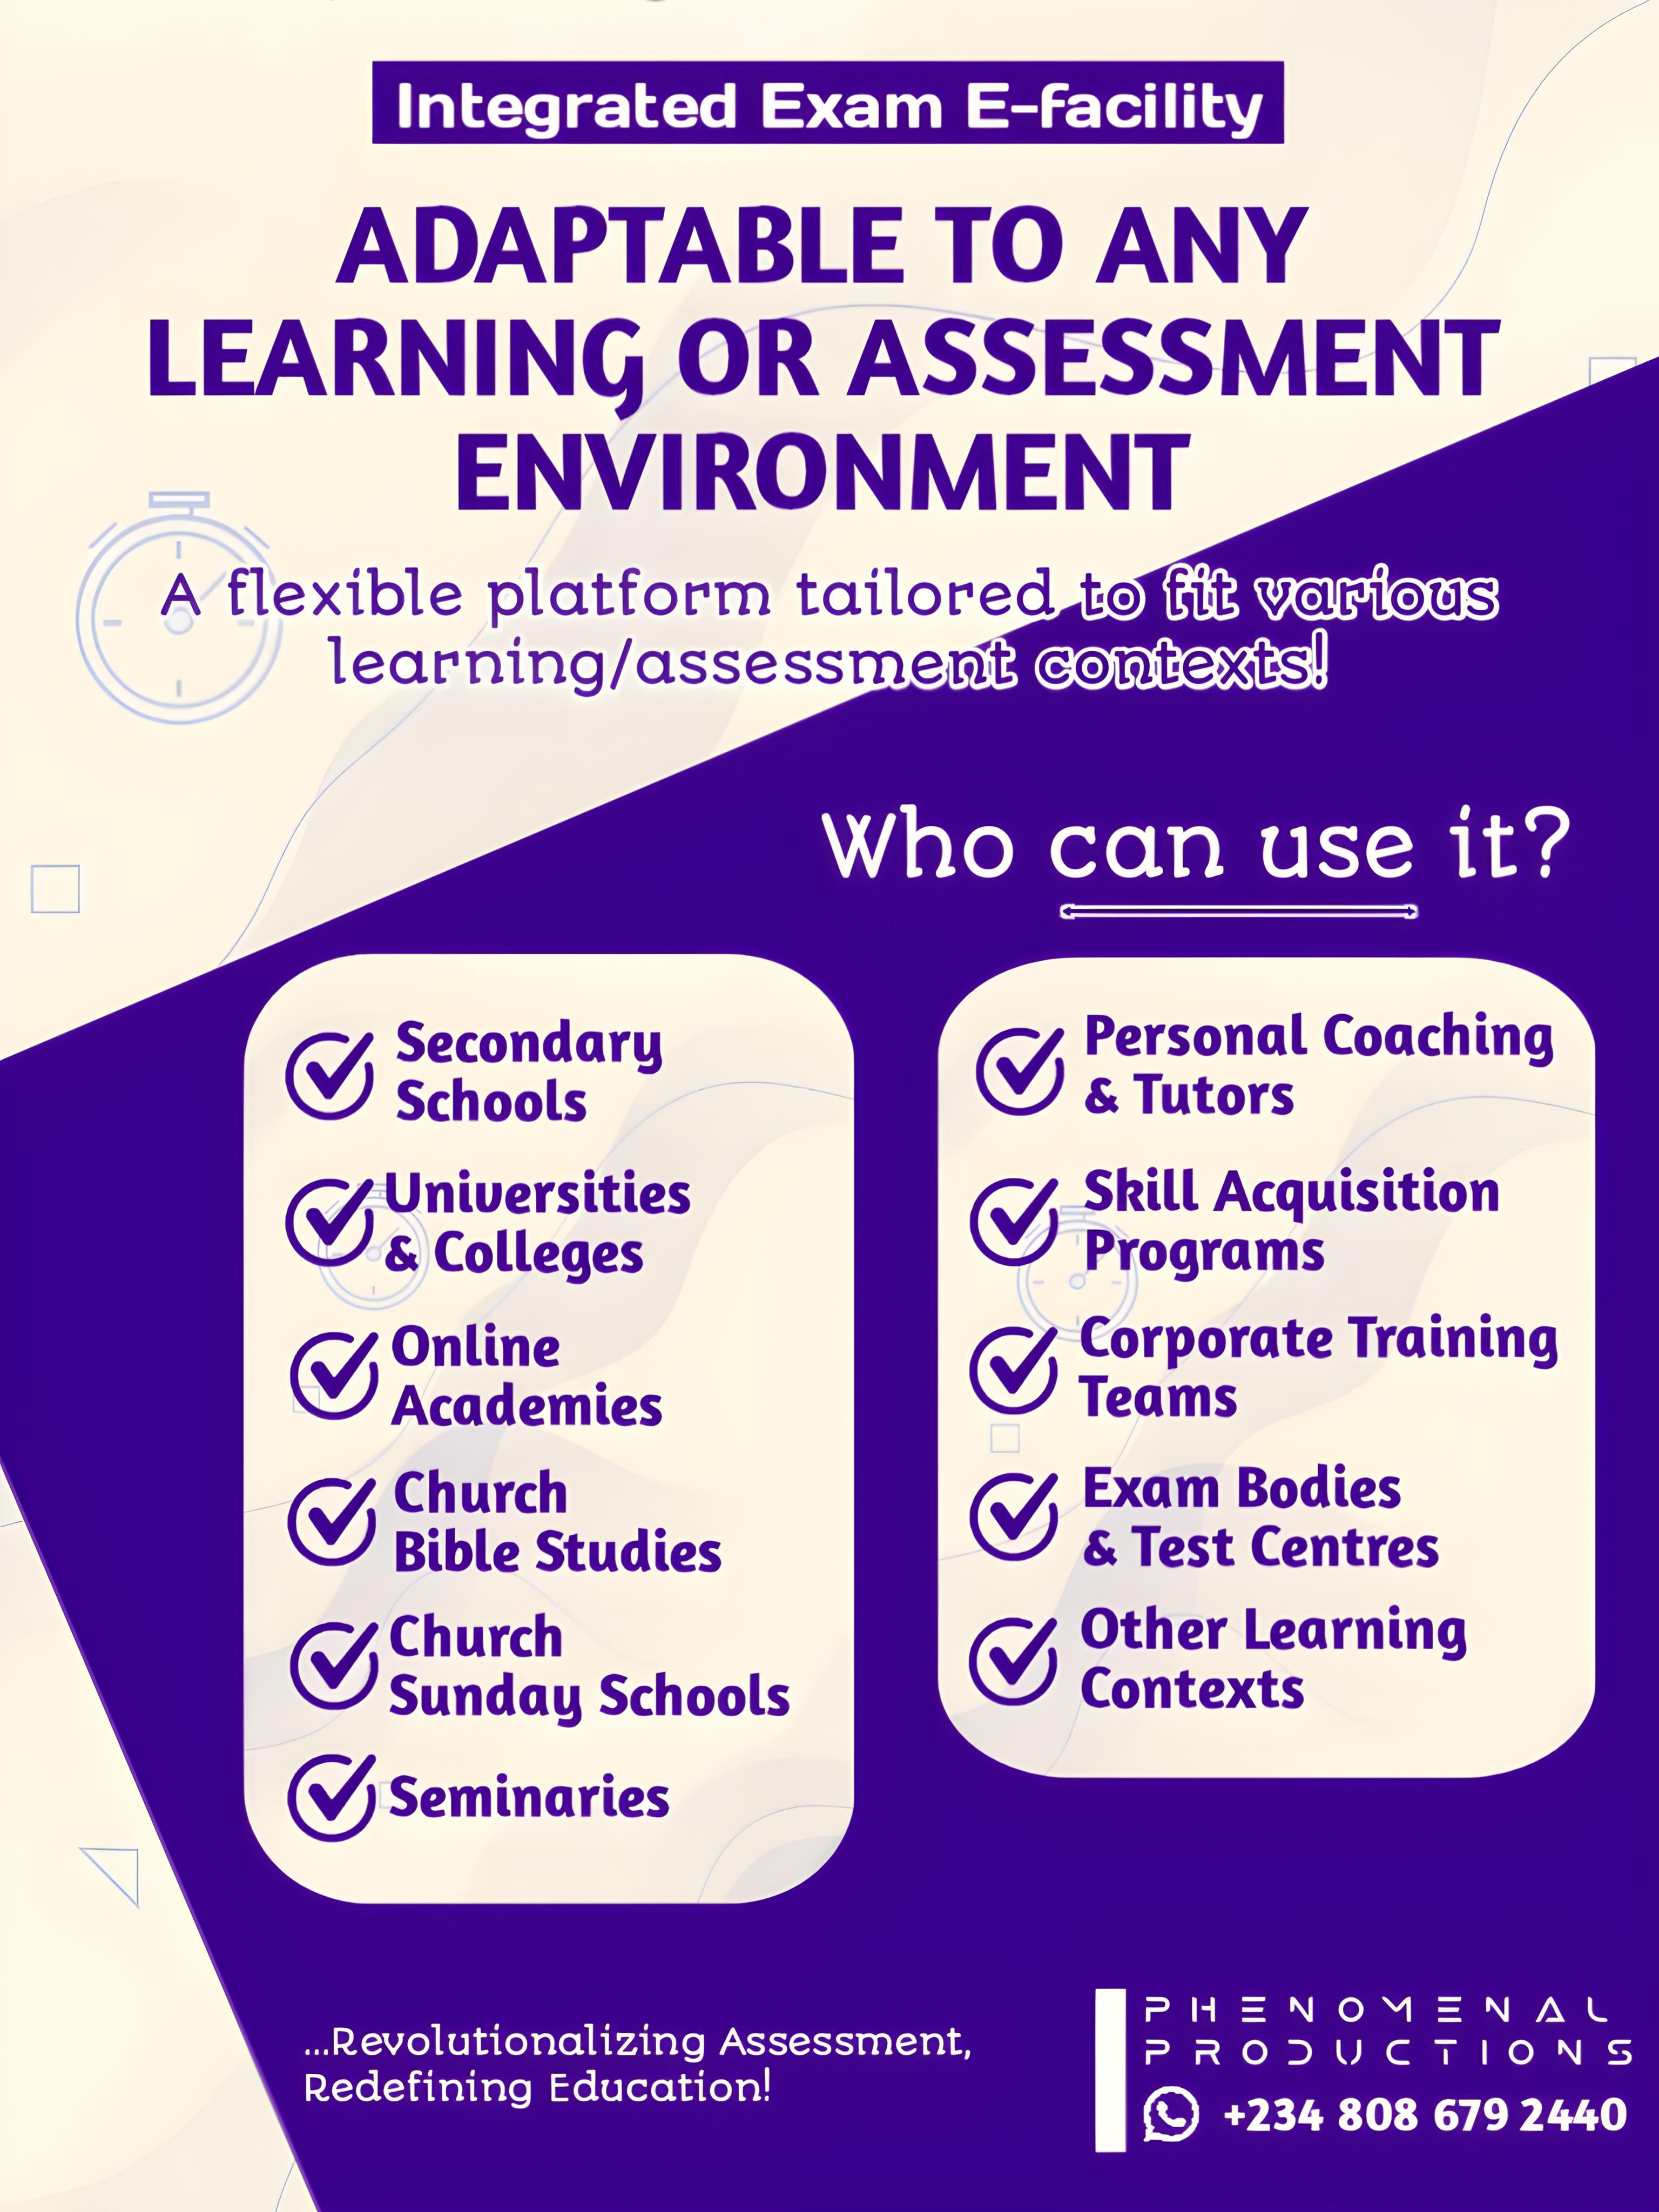 Integrated Exam E-facility
ADAPTABLE TO ANY
LEARNING OR ASSESSMENT
ENVIRONMENT
A flexible platform tailored to fit various
learning/assessment contexts!
Who can use it?
Secondary
Schools
Universities
& Colleges
Online
Academies
Church
Bible Studies
Church
Sunday Schools
Seminaries
Personal Coaching
& Tutors
Skill Acquisition
Programs
Corporate Training
Teams
Exam Bodies
& Test Centres
Other Learning
Contexts
...Revolutionalizing Assessment,
Redefining Education!
PHENOMENAL
PRODUCTIONS
+234 808 679 2440